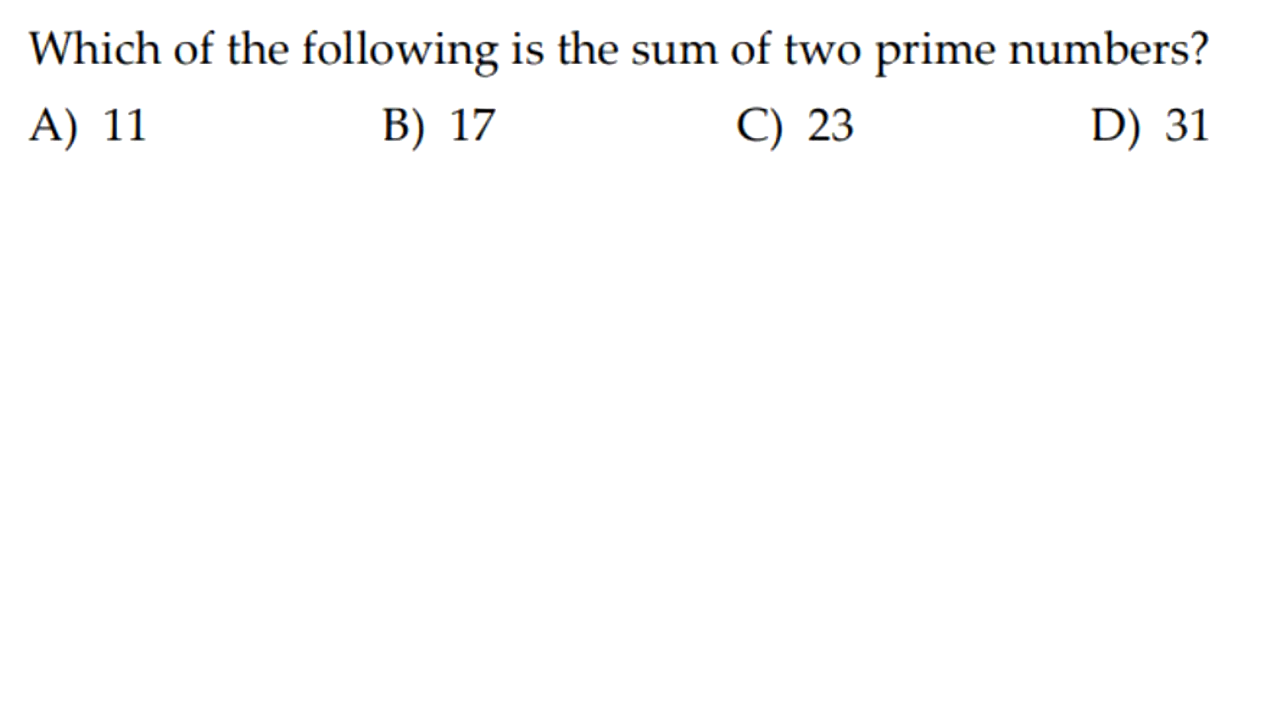 Which of the following is the sum of two prime numbers?
A) 11 B) 17 C) 23 D) 31